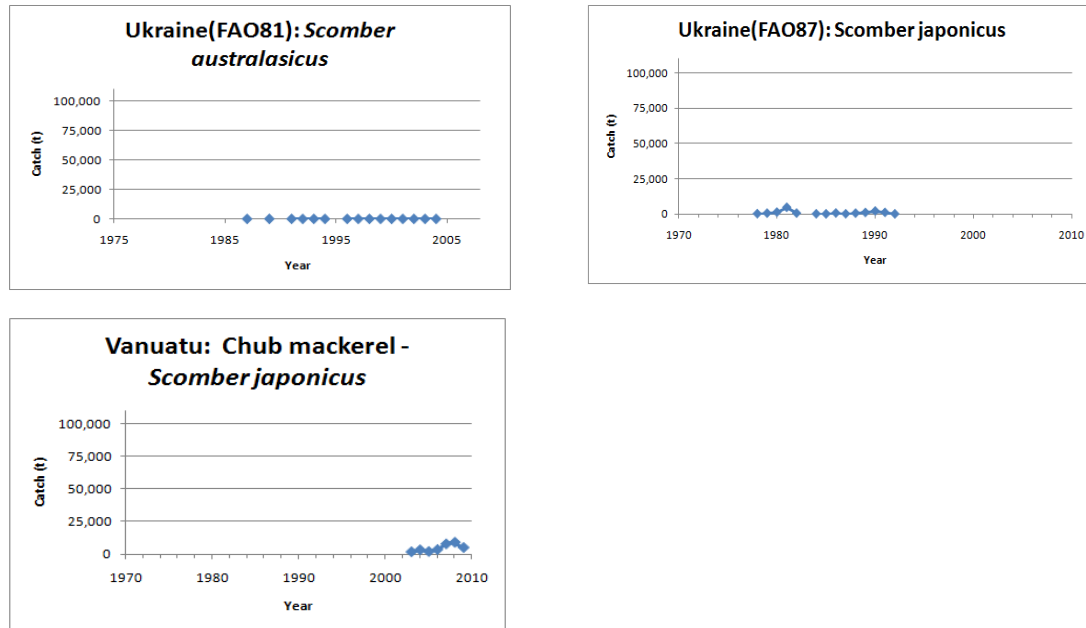 Ukraine(FAO81): Scomber
australasicus
100,000
75,000
50,000
25,000
0
Catch (t)
1975 1985 1995 2005
Year
Ukraine(FAO87): Scomber japonicus
100,000
75,000
50,000
25,000
0
Catch (t)
1970 1980 1990 2000 2010
Year
Vanuatu: Chub mackerel -
Scomber japonicus
100,000
75,000
50,000
25,000
0
Catch (t)
1970 1980 1990 2000 2010
Year